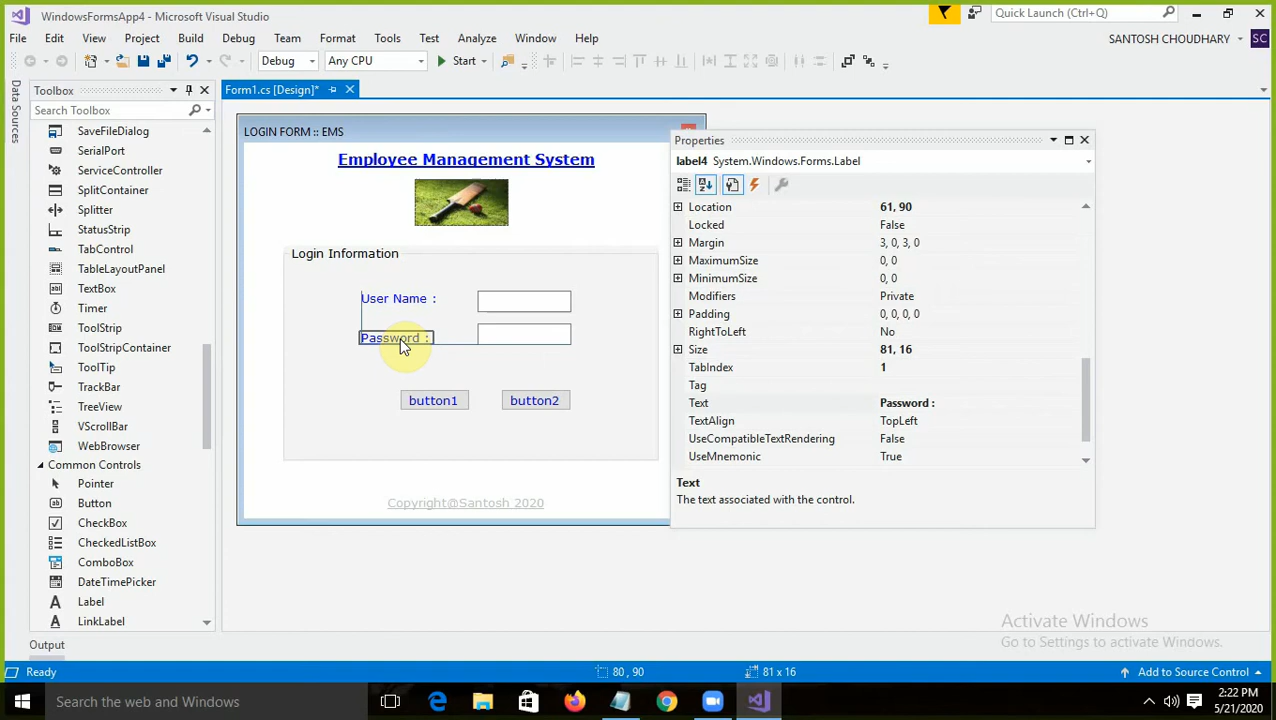 WindowsFormsApp4 - Microsoft Visual Studio
Quick Launch (Ctrl+Q)
File Edit View Project Build Debug Team Format Tools Test Analyze Window Help
SANTOSH CHOUDHARY SC
Debug Any CPU Start
Data Sources
Toolbox
Form1.cs [Design]*
Search Toolbox
SaveFileDialog
SerialPort
ServiceController
SplitContainer
Splitter
StatusStrip
TabControl
TableLayoutPanel
TextBox
Timer
ToolStrip
ToolStripContainer
ToolTip
TrackBar
TreeView
VScrollBar
WebBrowser
Common Controls
Pointer
Button
CheckBox
CheckedListBox
ComboBox
DateTimePicker
Label
LinkLabel
LOGIN FORM :: EMS
Employee Management System
Login Information
User Name :
Password :
button1 button2
Copyright@Santosh 2020
Properties
label4 System.Windows.Forms.Label
Location 61, 90
Locked False
Margin 3, 0, 3, 0
MaximumSize 0, 0
MinimumSize 0, 0
Modifiers Private
Padding 0, 0, 0, 0
RightToLeft No
Size 81, 16
TabIndex 1
Tag
Text Password :
TextAlign TopLeft
UseCompatibleTextRendering False
UseMnemonic True
Text
The text associated with the control.
Activate Windows
Go to Settings to activate Windows.
Output
Ready 80, 90 81 x 16 Add to Source Control
Search the web and Windows
2:22 PM
5/21/2020